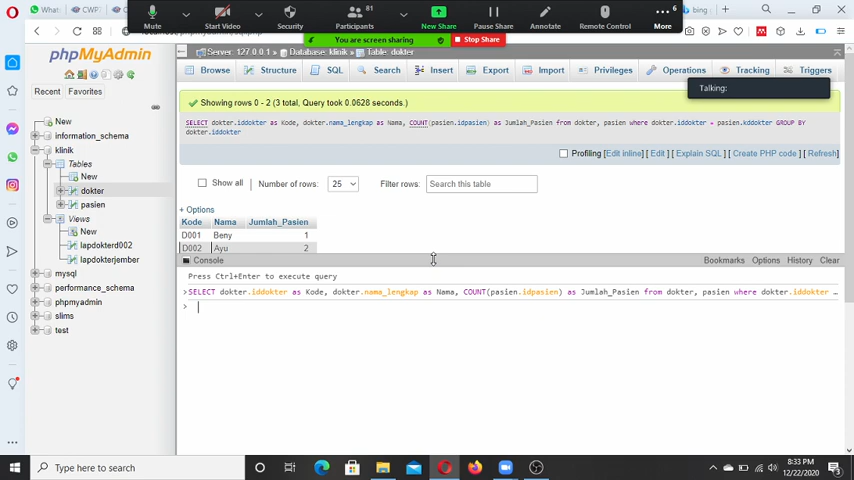 6
81
Mute
Start Video
Security
Participants
New Share
Pause Share
Annotate
Remote Control
More
You are screen sharing
Stop Share
Talking:
phpMyAdmin
Recent
Favorites
New
information_schema
klinik
Tables
New
dokter
pasien
Views
New
lapdokterd002
lapdokterjember
mysql
performance_schema
phpmyadmin
slims
test
Server: 127.0.0.1 » Database: klinik » Table: dokter
Browse
Structure
SQL
Search
Insert
Export
Import
Privileges
Operations
Tracking
Triggers
Showing rows 0 - 2 (3 total, Query took 0.0628 seconds.)
SELECT dokter.iddokter as Kode, dokter.nama_lengkap as Nama, COUNT(pasien.idpasien) as Jumlah_Pasien from dokter, pasien where dokter.iddokter = pasien.kddokter GROUP BY
dokter.iddokter
Profiling [Edit inline] [ Edit ] [ Explain SQL ] [ Create PHP code ] [ Refresh]
Show all
Number of rows:
25
Filter rows:
Search this table
+ Options
Kode Nama Jumlah_Pasien
D001 Beny 1
D002 Ayu 2
Console
Bookmarks Options History Clear
Press Ctrl+Enter to execute query
>SELECT dokter.iddokter as Kode, dokter.nama_lengkap as Nama, COUNT(pasien.idpasien) as Jumlah_Pasien from dokter, pasien where dokter.iddokter …
>
Type here to search
8:33 PM
12/22/2020
3